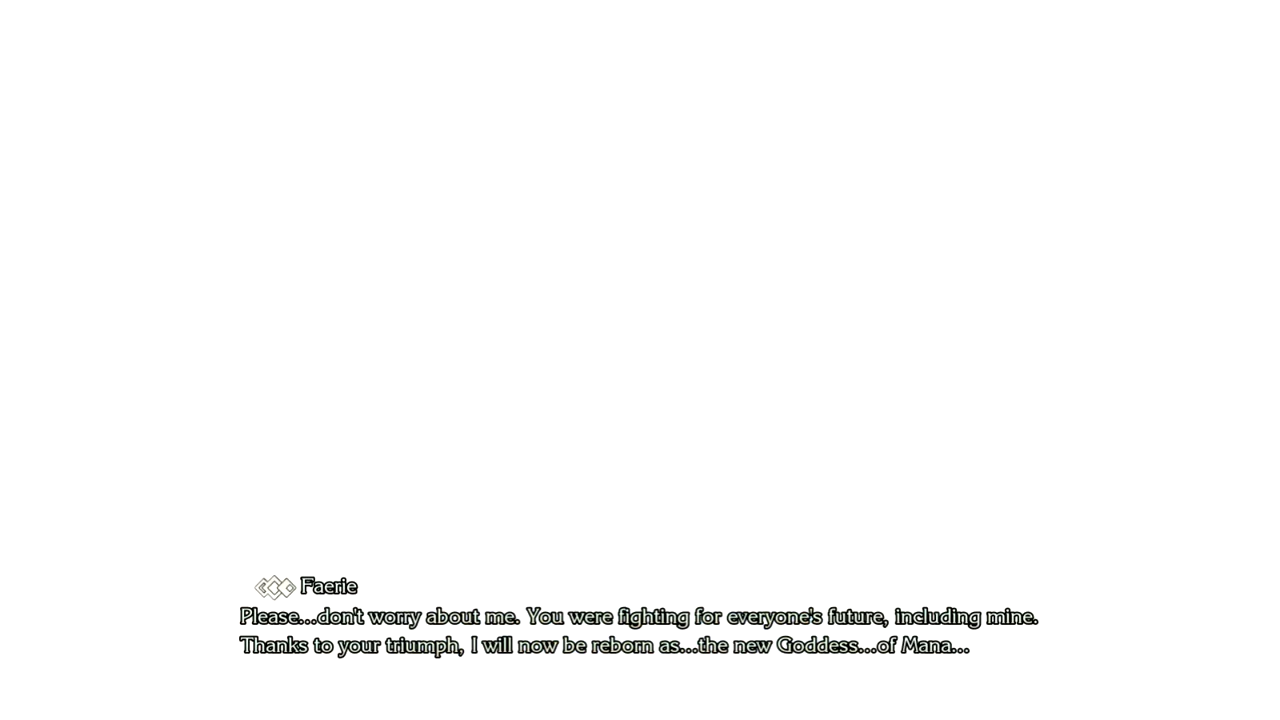 Faerie
Please...don't worry about me. You were fighting for everyone's future, including mine.
Thanks to your triumph, I will now be reborn as...the new Goddess...of Mana...